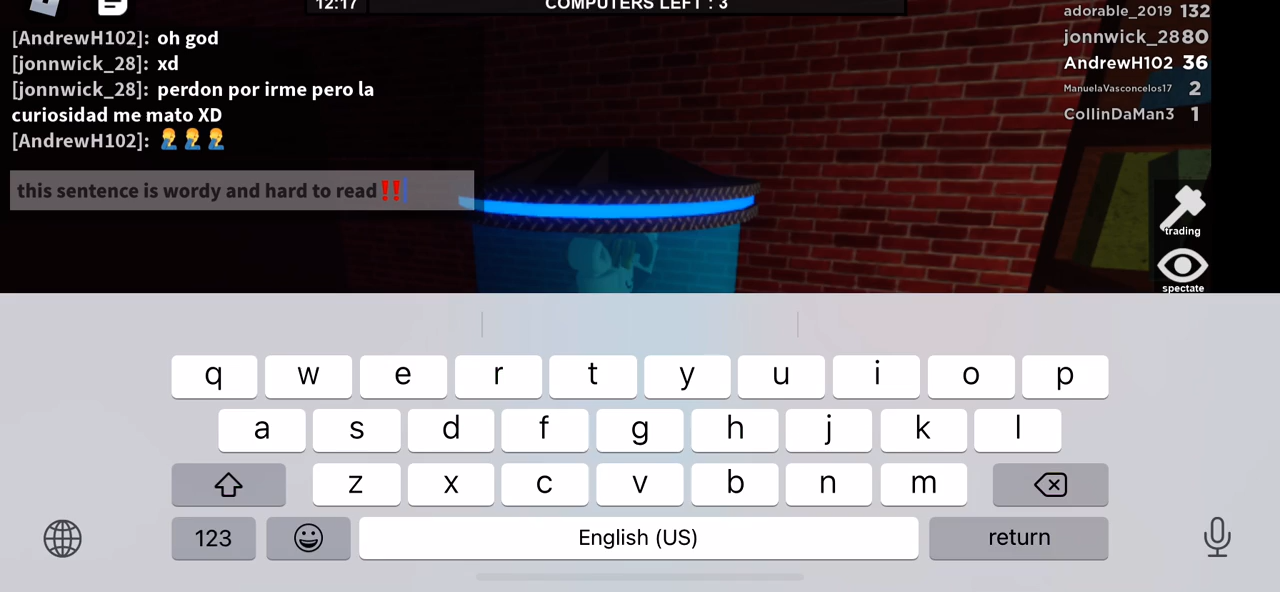 12:17
COMPUTERS LEFT : 3
[AndrewH102]: oh god
[jonnwick_28]: xd
[jonnwick_28]: perdon por irme pero la
curiosidad me mato XD
[AndrewH102]: 🤦‍♂️🤦‍♂️🤦‍♂️
this sentence is wordy and hard to read‼️
adorable_2019 132
jonnwick_28 80
AndrewH102 36
ManuelaVasconcelos17 2
CollinDaMan3 1
trading
spectate
q w e r t y u i o p
a s d f g h j k l
z x c v b n m
123 English (US) return